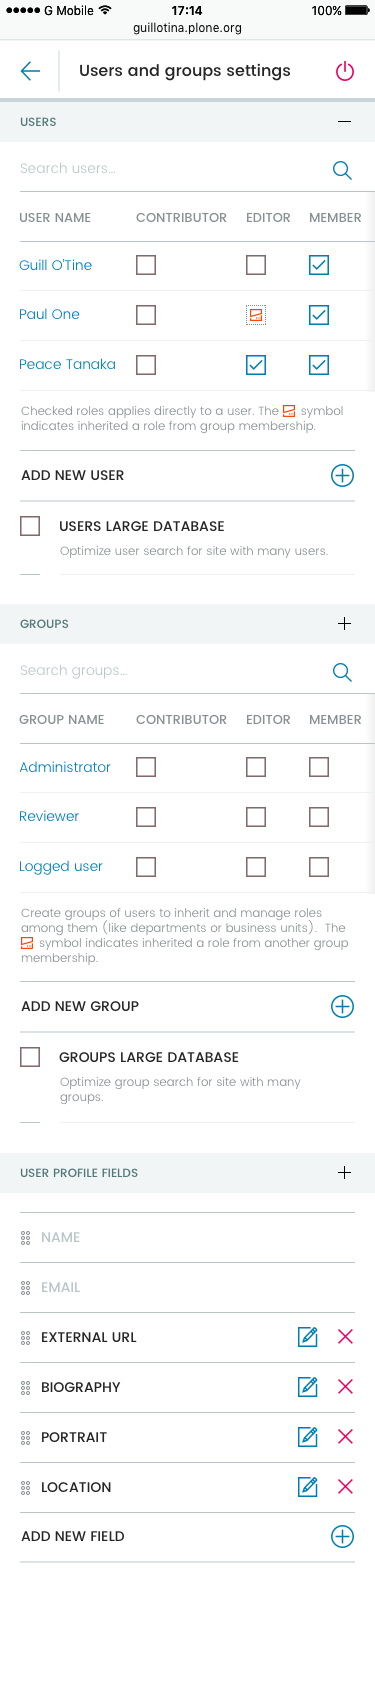 G Mobile 17:14 100%
guillotina.plone.org
Users and groups settings
USERS
Search users...
USER NAME CONTRIBUTOR EDITOR MEMBER
Guill O'Tine
Paul One
Peace Tanaka
Checked roles applies directly to a user. The symbol
indicates inherited a role from group membership.
ADD NEW USER
USERS LARGE DATABASE
Optimize user search for site with many users.
GROUPS
Search groups...
GROUP NAME CONTRIBUTOR EDITOR MEMBER
Administrator
Reviewer
Logged user
Create groups of users to inherit and manage roles
among them (like departments or business units). The
symbol indicates inherited a role from another group
membership.
ADD NEW GROUP
GROUPS LARGE DATABASE
Optimize group search for site with many
groups.
USER PROFILE FIELDS
NAME
EMAIL
EXTERNAL URL
BIOGRAPHY
PORTRAIT
LOCATION
ADD NEW FIELD